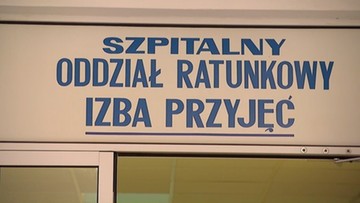 SZPITALNY
ODDZIAŁ RATUNKOWY
IZBA PRZYJĘĆ